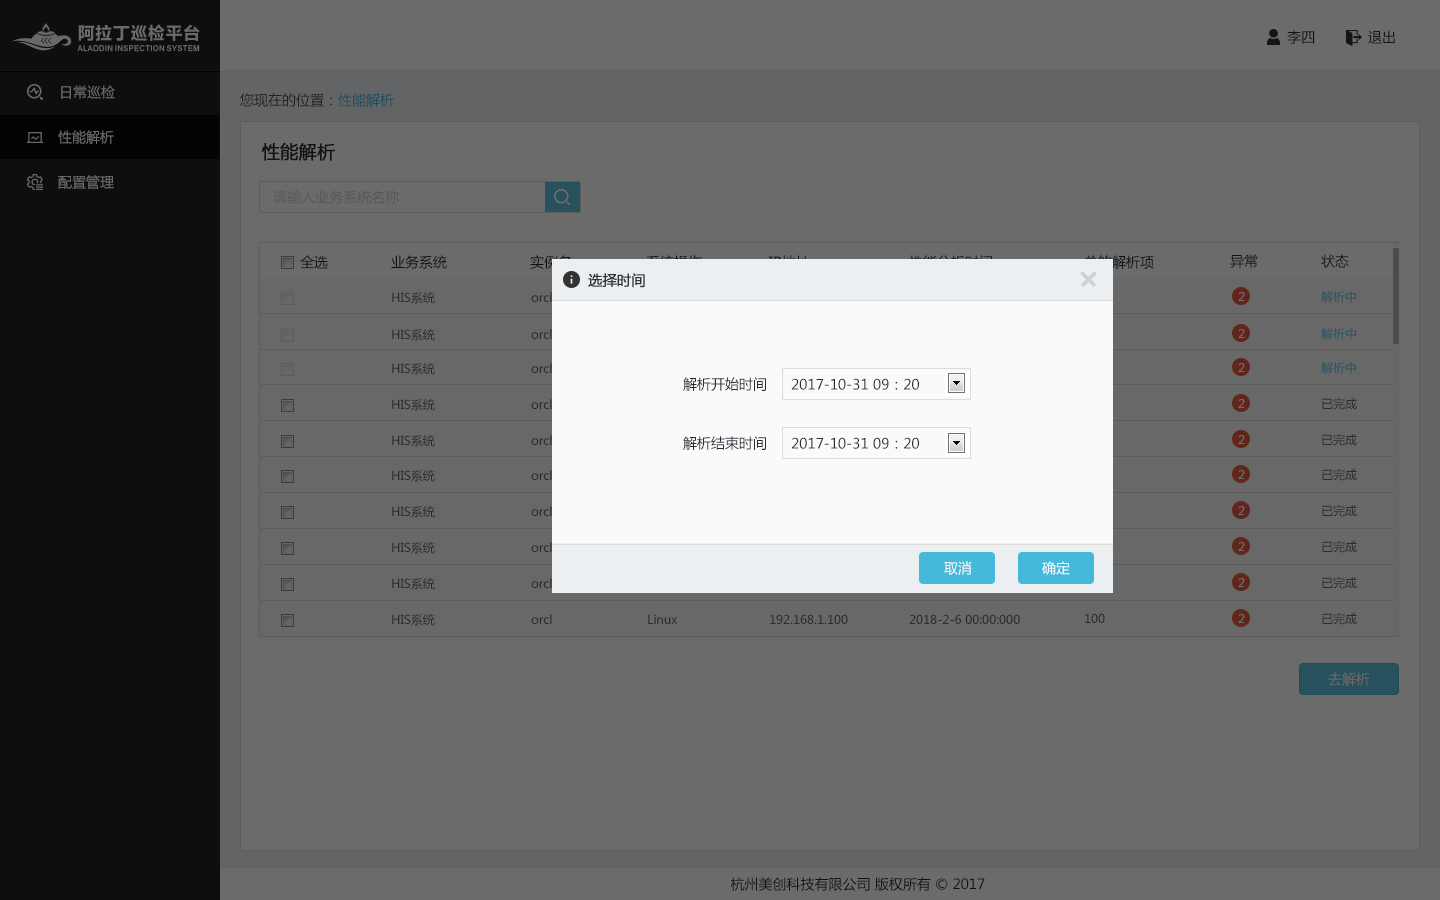 阿拉丁巡检平台
ALADDIN INSPECTION SYSTEM
李四 退出
日常巡检
性能解析
配置管理
您现在的位置：性能解析
性能解析
请输入业务系统名称
全选 业务系统 实例名 系统操作 IP地址 性能分析时间 解析项 异常 状态
HIS系统 orcl 2 解析中
HIS系统 orcl 2 解析中
HIS系统 orcl 2 解析中
HIS系统 orcl 2 已完成
HIS系统 orcl 2 已完成
HIS系统 orcl 2 已完成
HIS系统 orcl 2 已完成
HIS系统 orcl 2 已完成
HIS系统 orcl 2 已完成
HIS系统 orcl Linux 192.168.1.100 2018-2-6 00:00:000 100 2 已完成
选择时间
解析开始时间 2017-10-31 09：20
解析结束时间 2017-10-31 09：20
取消 确定
去解析
杭州美创科技有限公司 版权所有 © 2017